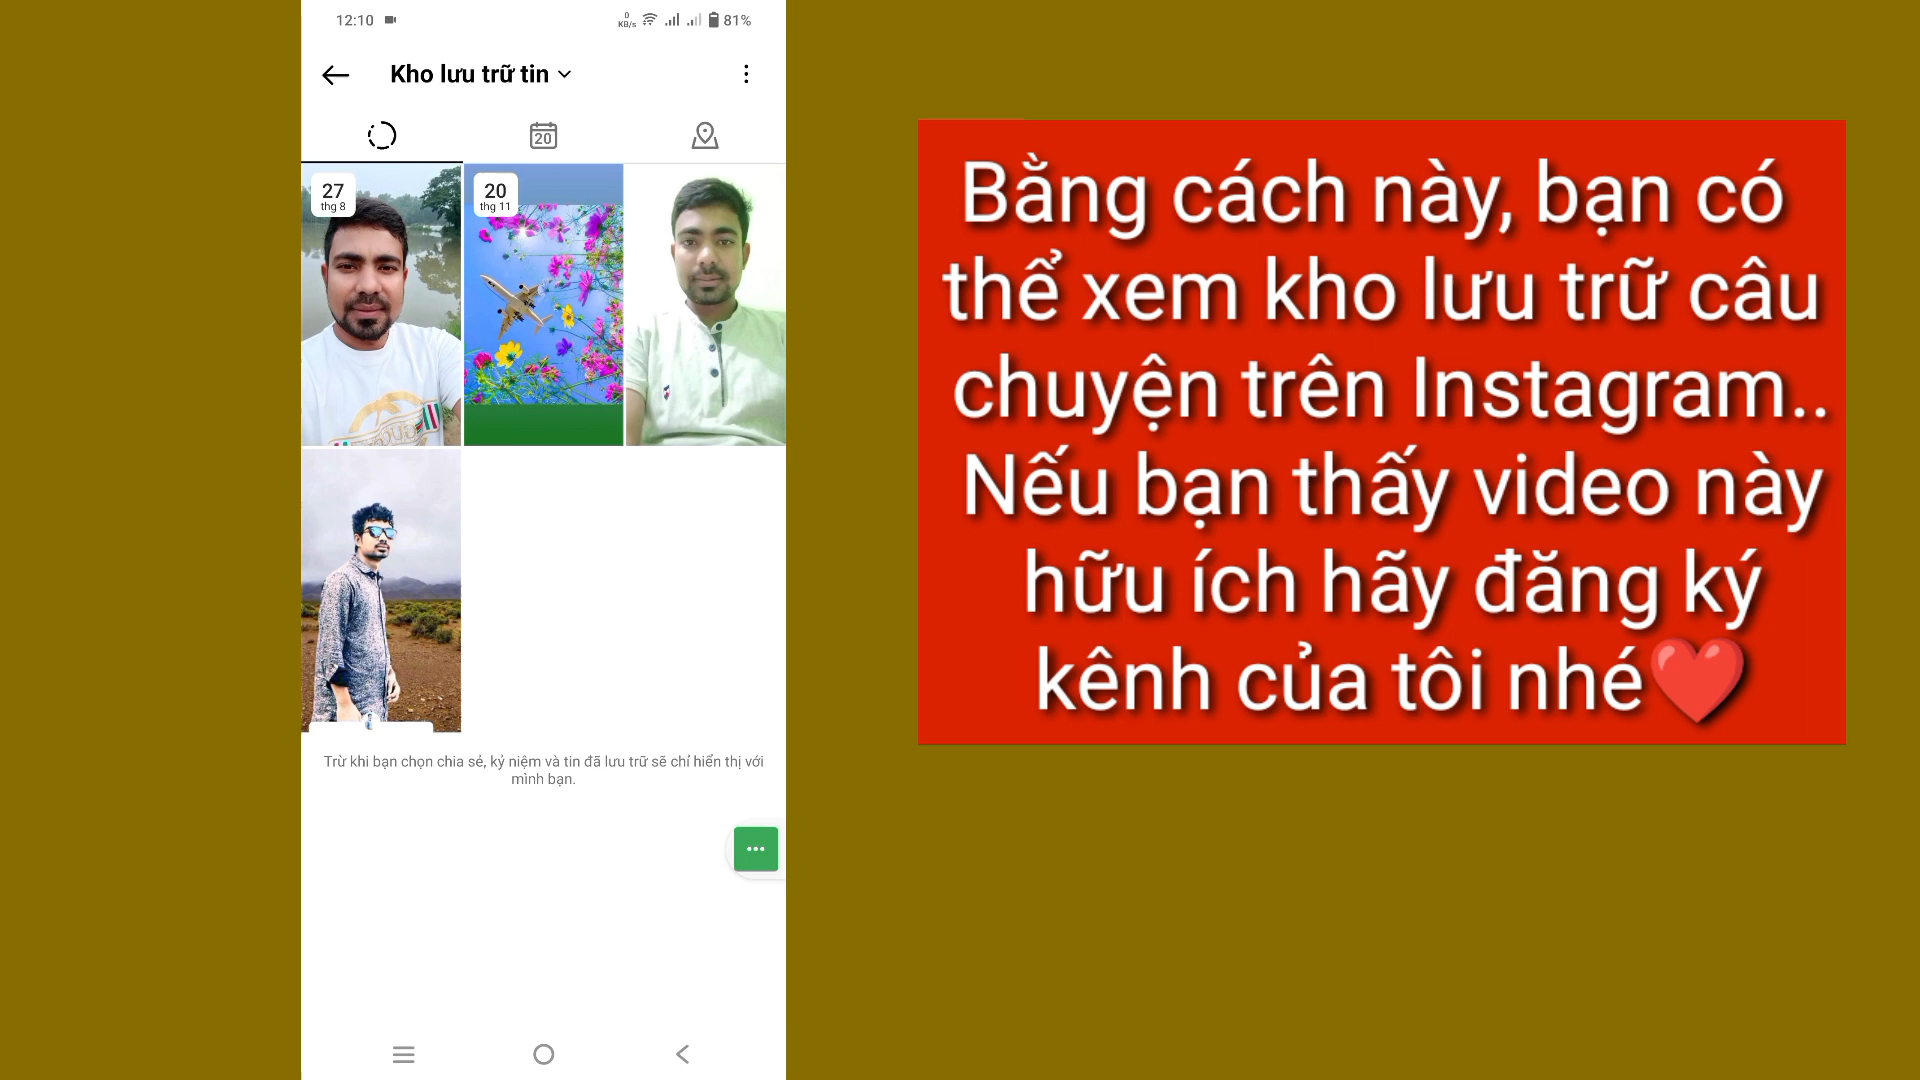 12:10
0
KB/s
81%
Kho lưu trữ tin
20
27
thg 8
20
thg 11
Trừ khi bạn chọn chia sẻ, kỷ niệm và tin đã lưu trữ sẽ chỉ hiển thị với
mình bạn.
Bằng cách này, bạn có
thể xem kho lưu trữ câu
chuyện trên Instagram..
Nếu bạn thấy video này
hữu ích hãy đăng ký
kênh của tôi nhé❤️